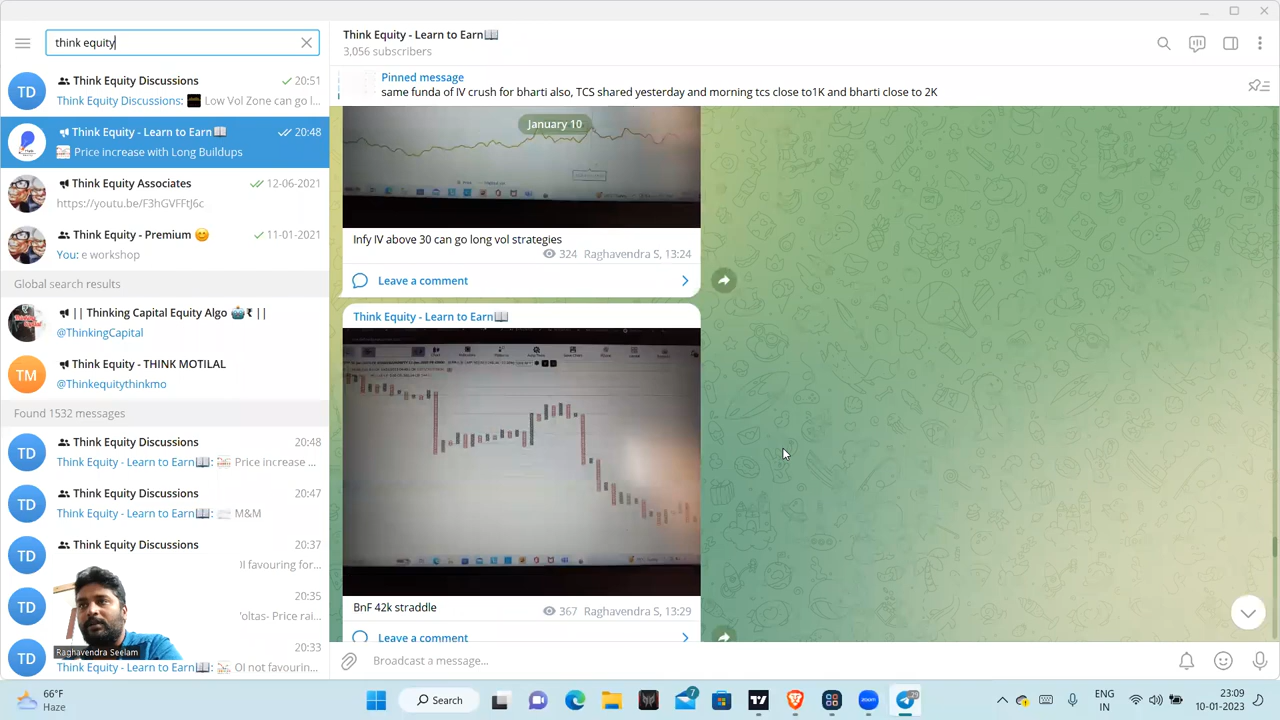 think equity
Think Equity Discussions
20:51
Think Equity Discussions: Low Vol Zone can go l...
Think Equity - Learn to Earn📖
20:48
Price increase with Long Buildups
Think Equity Associates
12-06-2021
https://youtu.be/F3hGVFFtJ6c
Think Equity - Premium 😊
11-01-2021
You: e workshop
Global search results
|| Thinking Capital Equity Algo 🤖₹ ||
@ThinkingCapital
TM
Think Equity - THINK MOTILAL
@Thinkequitythinkmo
Found 1532 messages
TD
Think Equity Discussions
20:48
Think Equity - Learn to Earn📖: Price increase ...
TD
Think Equity Discussions
20:47
Think Equity - Learn to Earn📖: M&M
TD
Think Equity Discussions
20:37
OI favouring for...
TD
20:35
'oltas- Price rai...
TD
20:33
Think Equity - Learn to Earn📖: OI not favourin...
Raghavendra Seelam
Think Equity - Learn to Earn📖
3,056 subscribers
Pinned message
same funda of IV crush for bharti also, TCS shared yesterday and morning tcs close to1K and bharti close to 2K
January 10
Infy IV above 30 can go long vol strategies
324 Raghavendra S, 13:24
Leave a comment
Think Equity - Learn to Earn📖
BnF 42k straddle
367 Raghavendra S, 13:29
Leave a comment
Broadcast a message...
66°F
Haze
Search
7
29
ENG
IN
23:09
10-01-2023